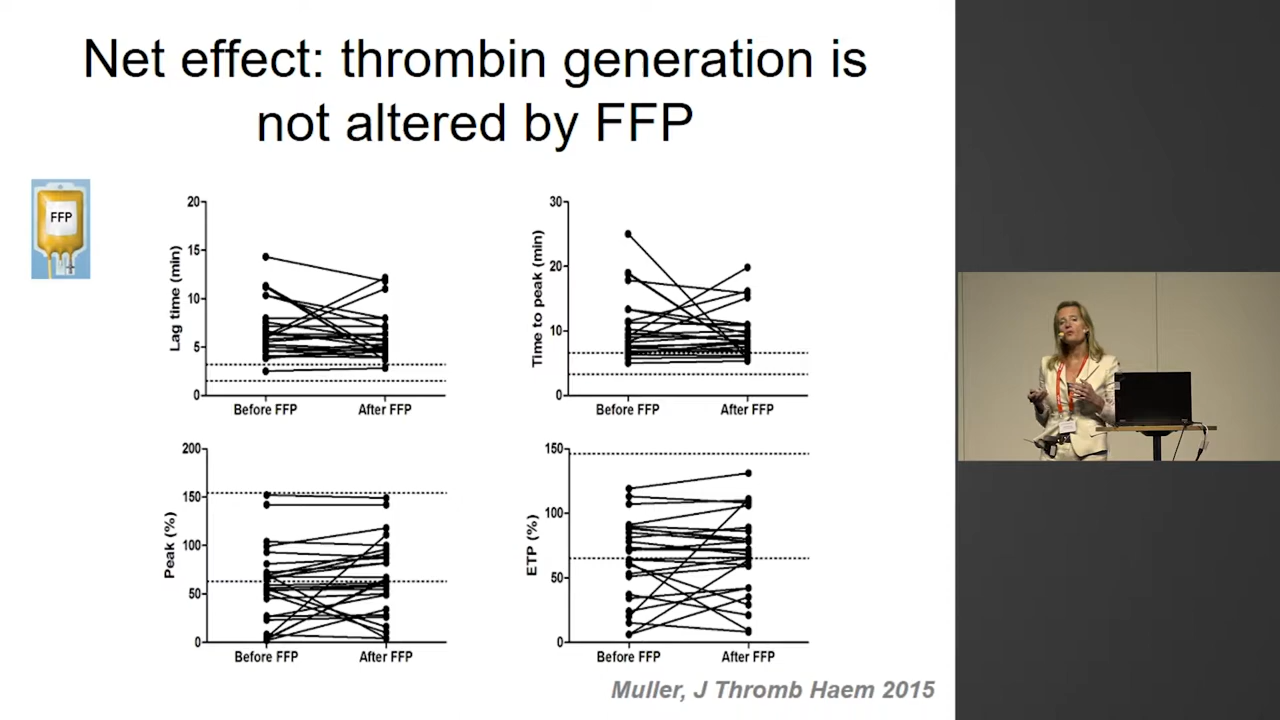 Net effect: thrombin generation is
not altered by FFP
FFP
20
15
10
5
0
Lag time (min)
Before FFP
After FFP
30
20
10
0
Time to peak (min)
Before FFP
After FFP
200
150
100
50
0
Peak (%)
Before FFP
After FFP
150
100
50
0
ETP (%)
Before FFP
After FFP
Muller, J Thromb Haem 2015